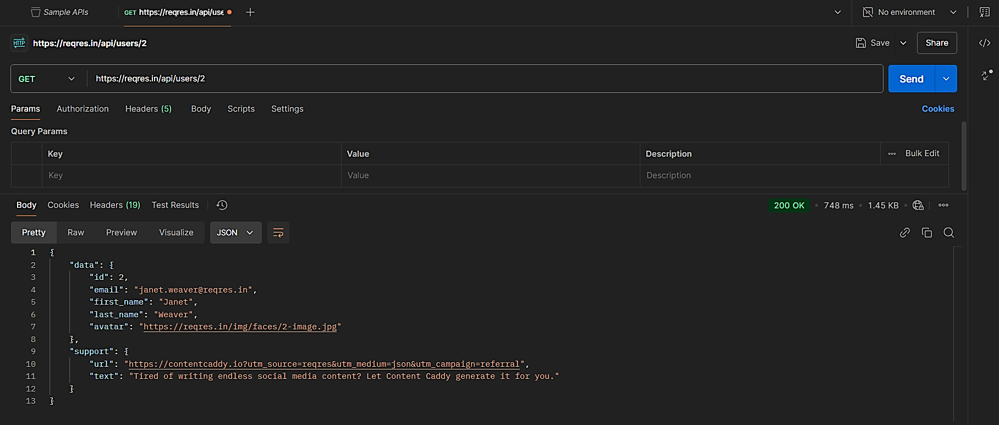 Sample APIs
GET https://reqres.in/api/use
No environment
HTTP https://reqres.in/api/users/2
Save
Share
GET
https://reqres.in/api/users/2
Send
Params Authorization Headers (5) Body Scripts Settings
Cookies
Query Params
Key Value Description Bulk Edit
Key Value Description
Body Cookies Headers (19) Test Results
200 OK • 748 ms • 1.45 KB •
Pretty Raw Preview Visualize JSON
1 {
2 "data": {
3 "id": 2,
4 "email": "janet.weaver@reqres.in",
5 "first_name": "Janet",
6 "last_name": "Weaver",
7 "avatar": "https://reqres.in/img/faces/2-image.jpg"
8 },
9 "support": {
10 "url": "https://contentcaddy.io?utm_source=reqres&utm_medium=json&utm_campaign=referral",
11 "text": "Tired of writing endless social media content? Let Content Caddy generate it for you."
12 }
13 }